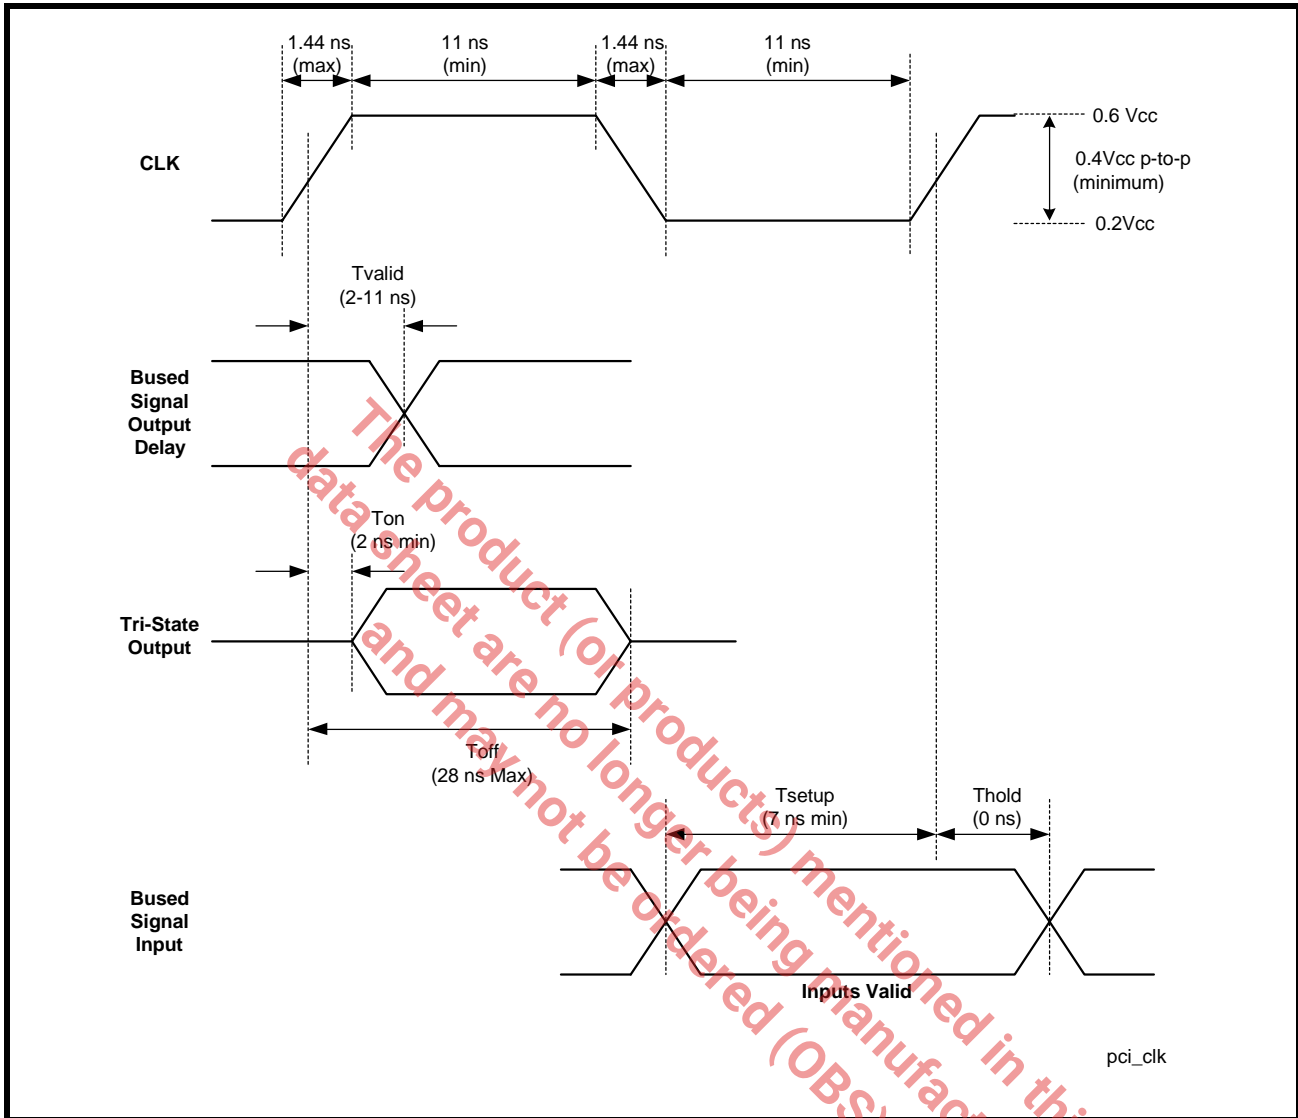 1.44 ns
(max)
11 ns
(min)
1.44 ns
(max)
11 ns
(min)
CLK
0.6 Vcc
0.4Vcc p-to-p
(minimum)
0.2Vcc
Tvalid
(2-11 ns)
Bused
Signal
Output
Delay
Ton
(2 ns min)
Tri-State
Output
Toff
(28 ns Max)
Tsetup
(7 ns min)
Thold
(0 ns)
Bused
Signal
Input
Inputs Valid
pci_clk
The product (or products) mentioned in this
data sheet are no longer being manufac
and may not be ordered (OBS)